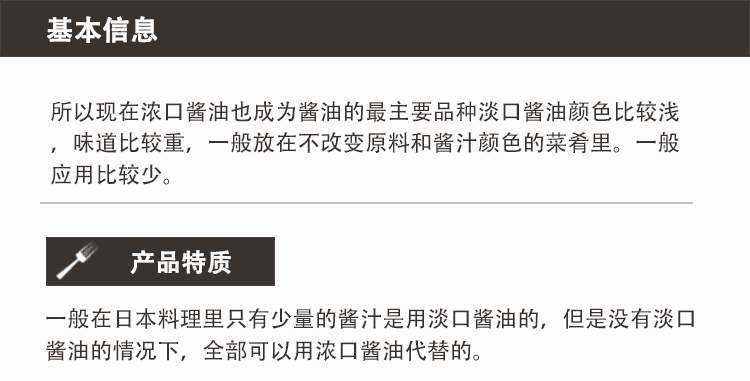 基本信息
所以现在浓口酱油也成为酱油的最主要品种淡口酱油颜色比较浅
，味道比较重，一般放在不改变原料和酱汁颜色的菜肴里。一般
应用比较少。
产品特质
一般在日本料理里只有少量的酱汁是用淡口酱油的，但是没有淡口
酱油的情况下，全部可以用浓口酱油代替的。